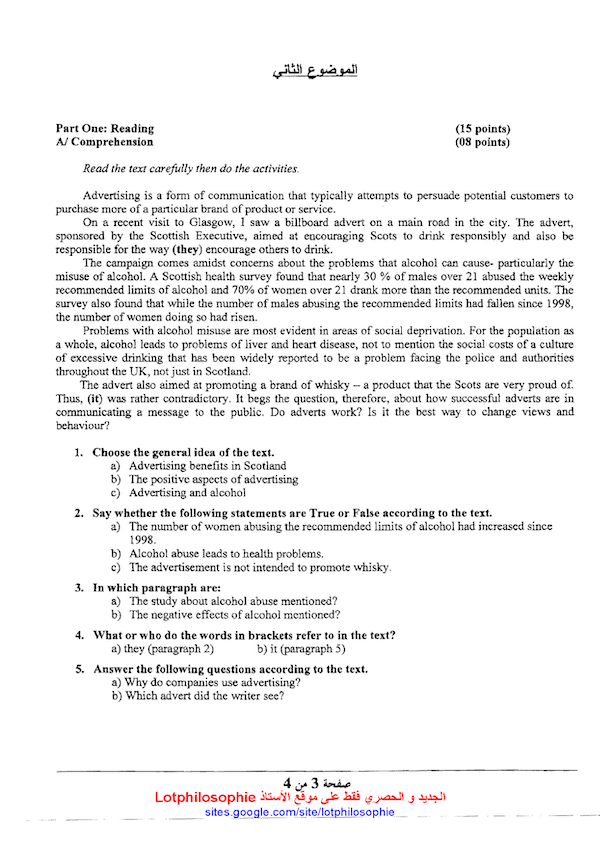 الموضوع الثاني
Part One: Reading (15 points)
A/ Comprehension (08 points)
Read the text carefully then do the activities.
Advertising is a form of communication that typically attempts to persuade potential customers to
purchase more of a particular brand of product or service.
On a recent visit to Glasgow, I saw a billboard advert on a main road in the city. The advert,
sponsored by the Scottish Executive, aimed at encouraging Scots to drink responsibly and also be
responsible for the way (they) encourage others to drink.
The campaign comes amidst concerns about the problems that alcohol can cause- particularly the
misuse of alcohol. A Scottish health survey found that nearly 30 % of males over 21 abused the weekly
recommended limits of alcohol and 70% of women over 21 drank more than the recommended units. The
survey also found that while the number of males abusing the recommended limits had fallen since 1998,
the number of women doing so had risen.
Problems with alcohol misuse are most evident in areas of social deprivation. For the population as
a whole, alcohol leads to problems of liver and heart disease, not to mention the social costs of a culture
of excessive drinking that has been widely reported to be a problem facing the police and authorities
throughout the UK, not just in Scotland.
The advert also aimed at promoting a brand of whisky – a product that the Scots are very proud of.
Thus, (it) was rather contradictory. It begs the question, therefore, about how successful adverts are in
communicating a message to the public. Do adverts work? Is it the best way to change views and
behaviour?
1. Choose the general idea of the text.
a) Advertising benefits in Scotland
b) The positive aspects of advertising
c) Advertising and alcohol
2. Say whether the following statements are True or False according to the text.
a) The number of women abusing the recommended limits of alcohol had increased since
1998.
b) Alcohol abuse leads to health problems.
c) The advertisement is not intended to promote whisky.
3. In which paragraph are:
a) The study about alcohol abuse mentioned?
b) The negative effects of alcohol mentioned?
4. What or who do the words in brackets refer to in the text?
a) they (paragraph 2) b) it (paragraph 5)
5. Answer the following questions according to the text.
a) Why do companies use advertising?
b) Which advert did the writer see?
صفحة 3 من 4
الجديد و الحصري فقط على موقع الأستاذ Lotphilosophie
sites.google.com/site/lotphilosophie